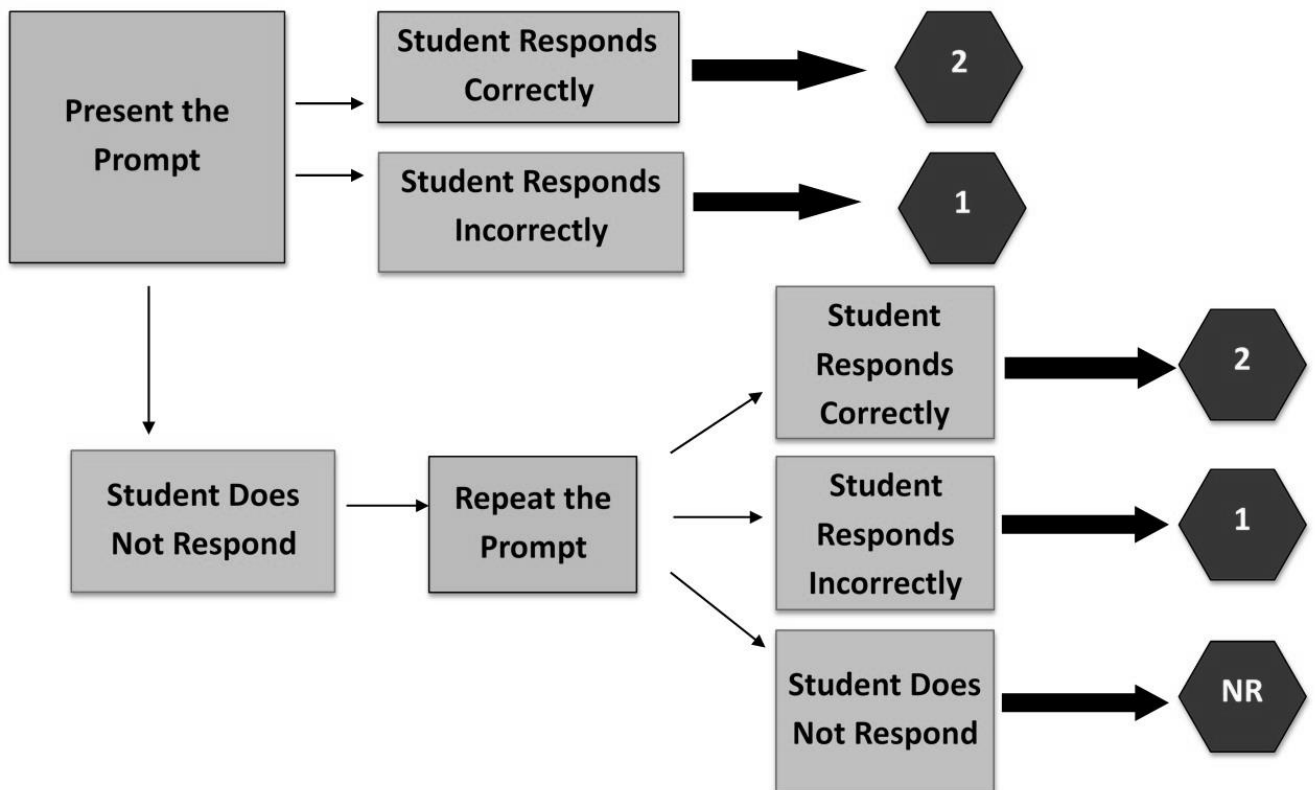 Present the
Prompt
Student Responds
Correctly
2
Student Responds
Incorrectly
1
Student Does
Not Respond
Repeat the
Prompt
Student
Responds
Correctly
2
Student
Responds
Incorrectly
1
Student Does
Not Respond
NR